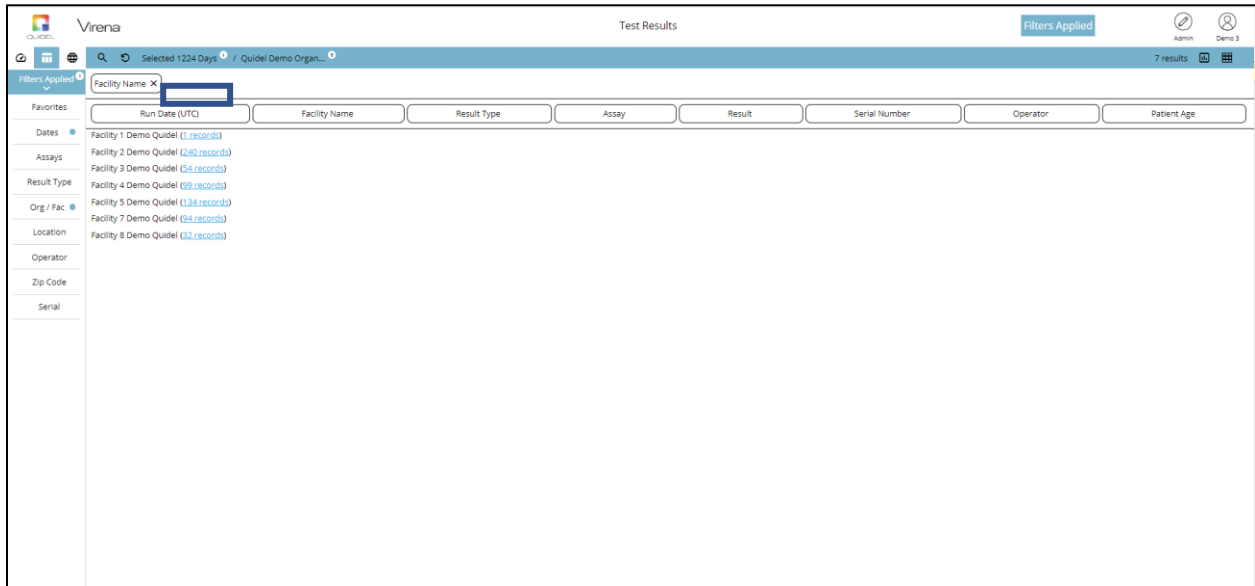 QUIDEL
Virena
Test Results
Filters Applied
Admin
Demo 3
Selected 1224 Days / Quidel Demo Organ...
7 results
Filters Applied
Facility Name X
Favorites
Dates
Assays
Result Type
Org / Fac
Location
Operator
Zip Code
Serial
Run Date (UTC) Facility Name Result Type Assay Result Serial Number Operator Patient Age
Facility 1 Demo Quidel (1 records)
Facility 2 Demo Quidel (240 records)
Facility 3 Demo Quidel (54 records)
Facility 4 Demo Quidel (99 records)
Facility 5 Demo Quidel (134 records)
Facility 7 Demo Quidel (94 records)
Facility 8 Demo Quidel (32 records)